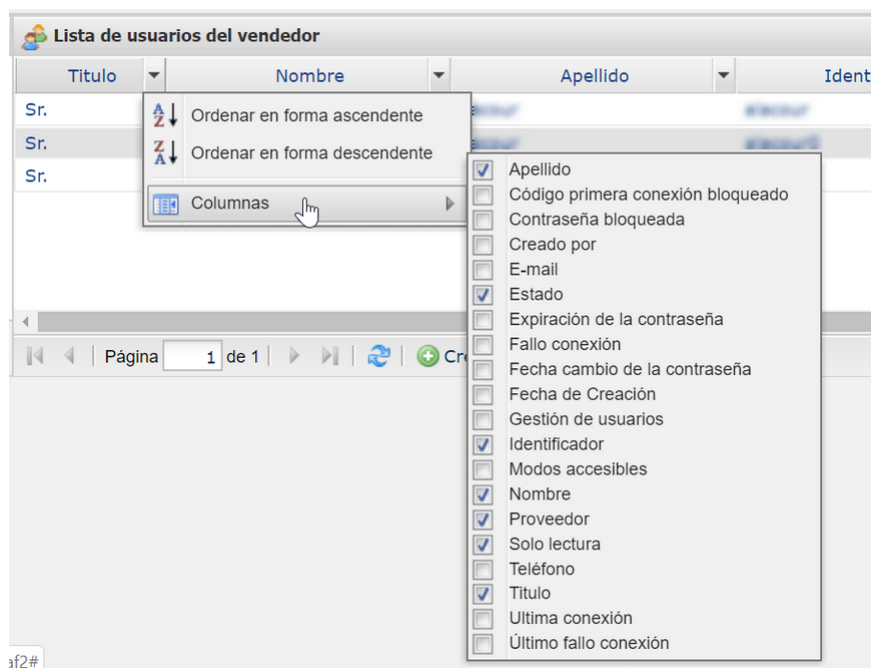 Lista de usuarios del vendedor
Titulo Nombre Apellido Ident
Sr.
Sr.
Sr.
Ordenar en forma ascendente
Ordenar en forma descendente
Columnas
Apellido
Código primera conexión bloqueado
Contraseña bloqueada
Creado por
E-mail
Estado
Expiración de la contraseña
Fallo conexión
Fecha cambio de la contraseña
Fecha de Creación
Gestión de usuarios
Identificador
Modos accesibles
Nombre
Proveedor
Solo lectura
Teléfono
Titulo
Ultima conexión
Último fallo conexión
Página 1 de 1 Cre
af2#